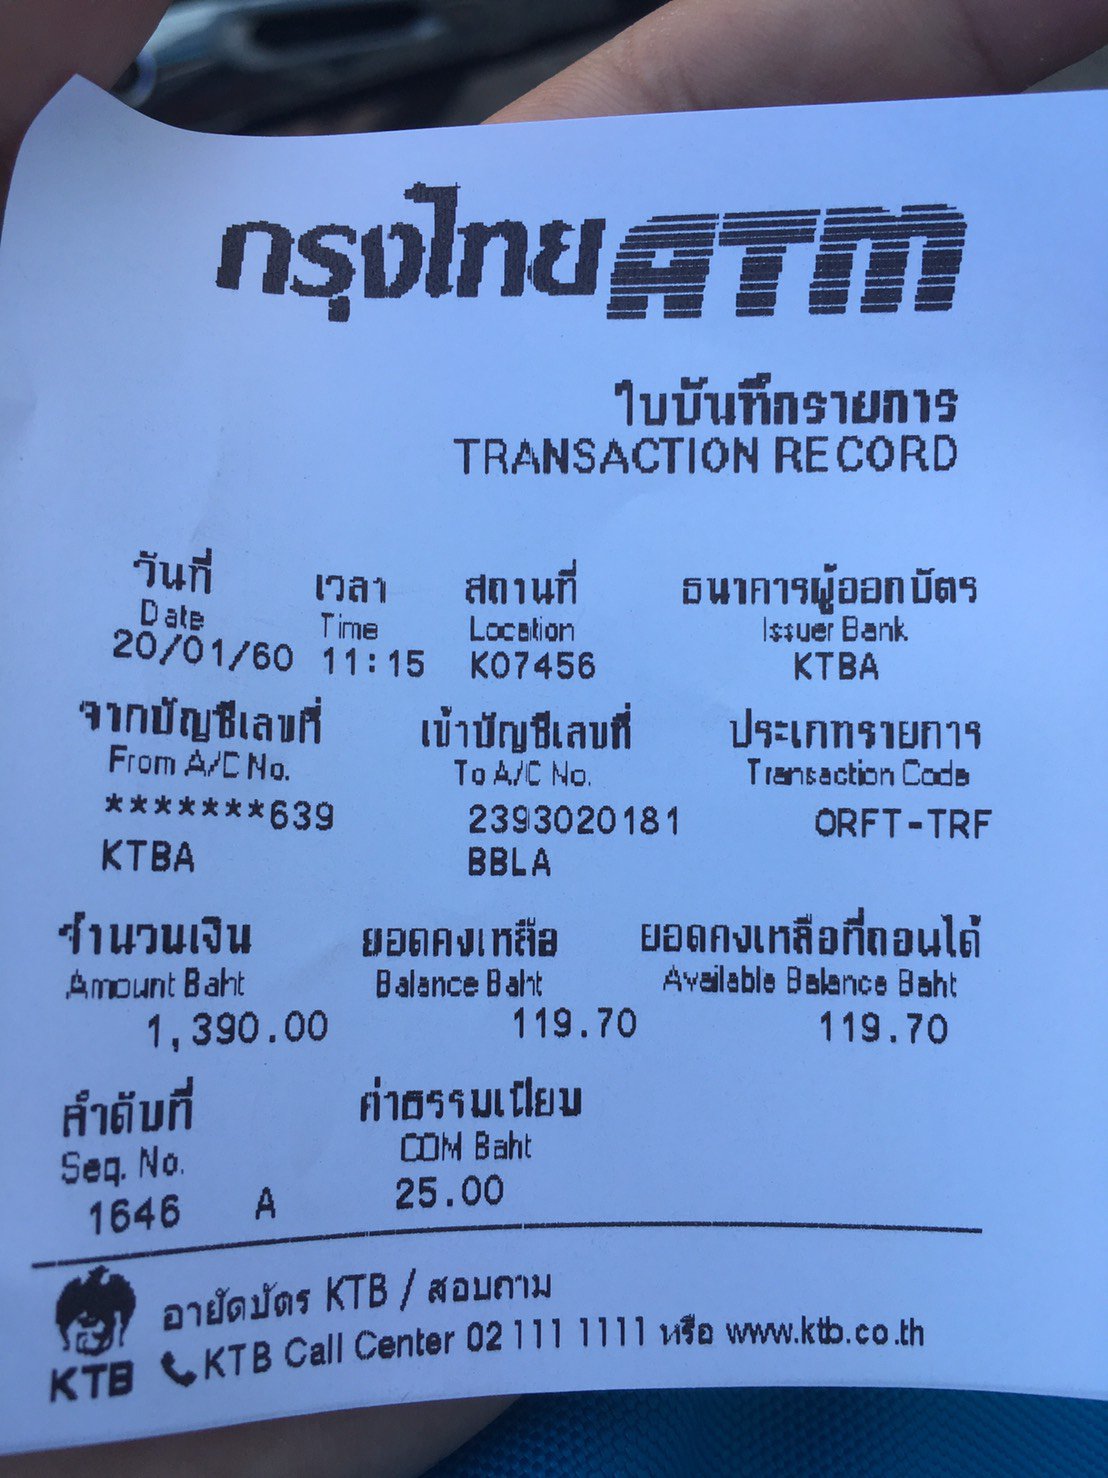 กรุงไทย ATM
ใบบันทึกรายการ
TRANSACTION RECORD
วันที่ เวลา สถานที่ ธนาคารผู้ออกบัตร
Date Time Location Issuer Bank
20/01/60 11:15 K07456 KTBA
จากบัญชีเลขที่ เข้าบัญชีเลขที่ ประเภทรายการ
From A/C No. To A/C No. Transaction Code
*******639 2393020181 ORFT-TRF
KTBA BBLA
จำนวนเงิน ยอดคงเหลือ ยอดคงเหลือที่ถอนได้
Amount Baht Balance Baht Available Balance Baht
1,390.00 119.70 119.70
ลำดับที่ ค่าธรรมเนียม
Seq. No. COM Baht
1646 A 25.00
อายัดบัตร KTB / สอบถาม
KTB Call Center 02 111 1111 หรือ www.ktb.co.th
KTB